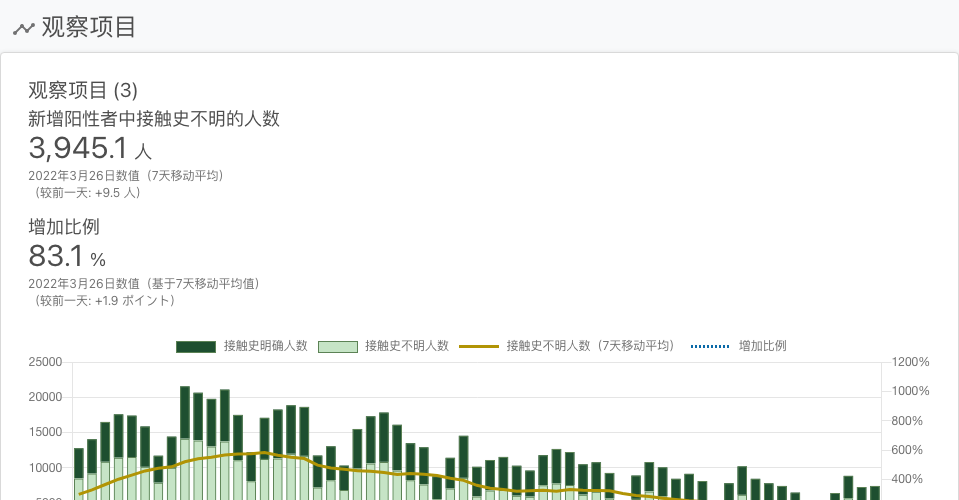 观察项目
观察项目 (3)
新增阳性者中接触史不明的人数
3,945.1 人
2022年3月26日数值（7天移动平均）
（较前一天: +9.5 人）
增加比例
83.1 %
2022年3月26日数值（基于7天移动平均值）
（较前一天: +1.9 ポイント）
接触史明确人数 接触史不明人数 接触史不明人数（7天移动平均） 增加比例
25000 1200%
20000 1000%
15000 800%
10000 600%
400%